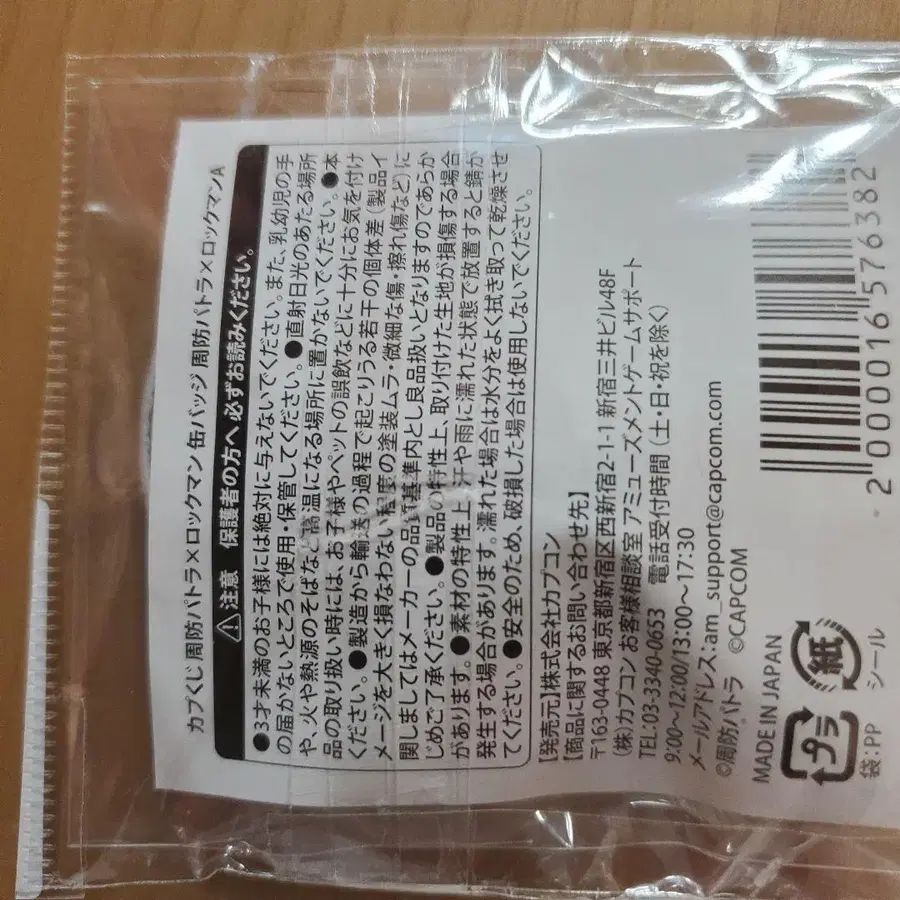 カプくじ周防パトラ×ロックマン 缶バッジ 周防パトラ×ロックマンA
注意 保護者の方へ 必ずお読みください。
●3才未満のお子様には絶対に与えないでください。また、乳幼児の手
の届かないところで使用・保管してください。●直射日光のあたる場所
や、火や熱源のそばなど高温になる場所に置かないでください。●本
品の取り扱い時には、お子様やペットの誤飲などに十分にお気を付け
ください。●製造から輸送の過程で起こりうる若干の個体差(製品イ
メージを大きく損なわない程度の塗装ムラ・微細な傷・擦れ傷など)に
関しましてはメーカーの品質基準内とし良品扱いとなりますのであらか
じめご了承ください。●製品の特性上、取り付けた生地が損傷する場合
があります。●素材の特性上、汗や雨に濡れた状態で放置すると錆が
発生する場合があります。濡れた場合は水分をよく拭き取って乾燥させ
てください。●安全のため、破損した場合は使用しないでください。
【発売元】株式会社カプコン
【商品に関するお問い合わせ先】
〒163-0448 東京都新宿区西新宿2-1-1 新宿三井ビル48F
(株)カプコン お客様相談室 アミューズメントゲームサポート
TEL:03-3340-0653 電話受付時間(土・日・祝を除く)
9:00~12:00/13:00~17:30
メールアドレス:am_support@capcom.com
©周防パトラ ©CAPCOM
MADE IN JAPAN
プラ 紙
袋:PP シール
2000016576382